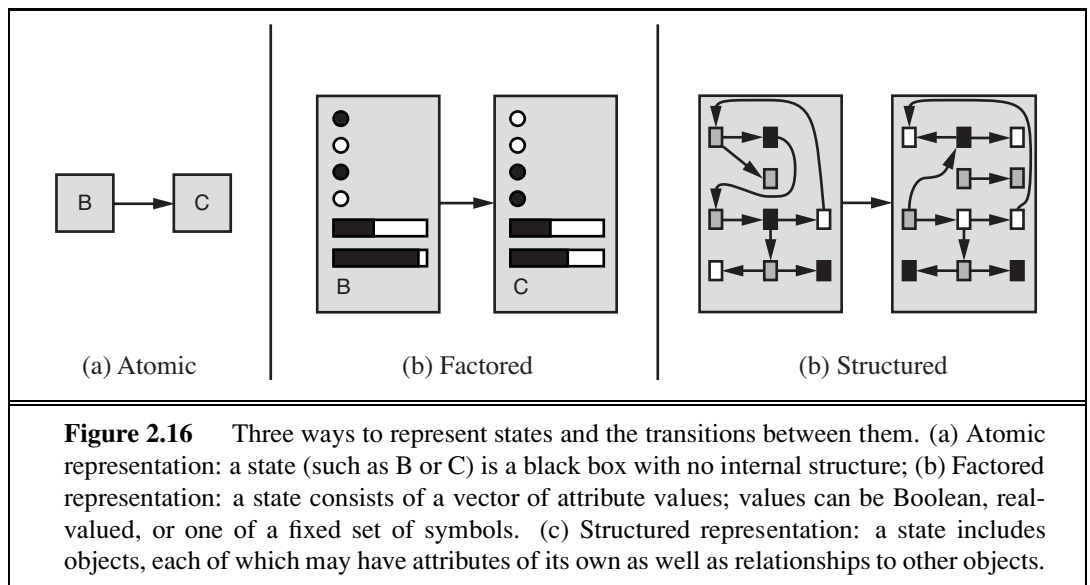 B
C
B
C
(a) Atomic
(b) Factored
(b) Structured
Figure 2.16 Three ways to represent states and the transitions between them. (a) Atomic
representation: a state (such as B or C) is a black box with no internal structure; (b) Factored
representation: a state consists of a vector of attribute values; values can be Boolean, real-
valued, or one of a fixed set of symbols. (c) Structured representation: a state includes
objects, each of which may have attributes of its own as well as relationships to other objects.